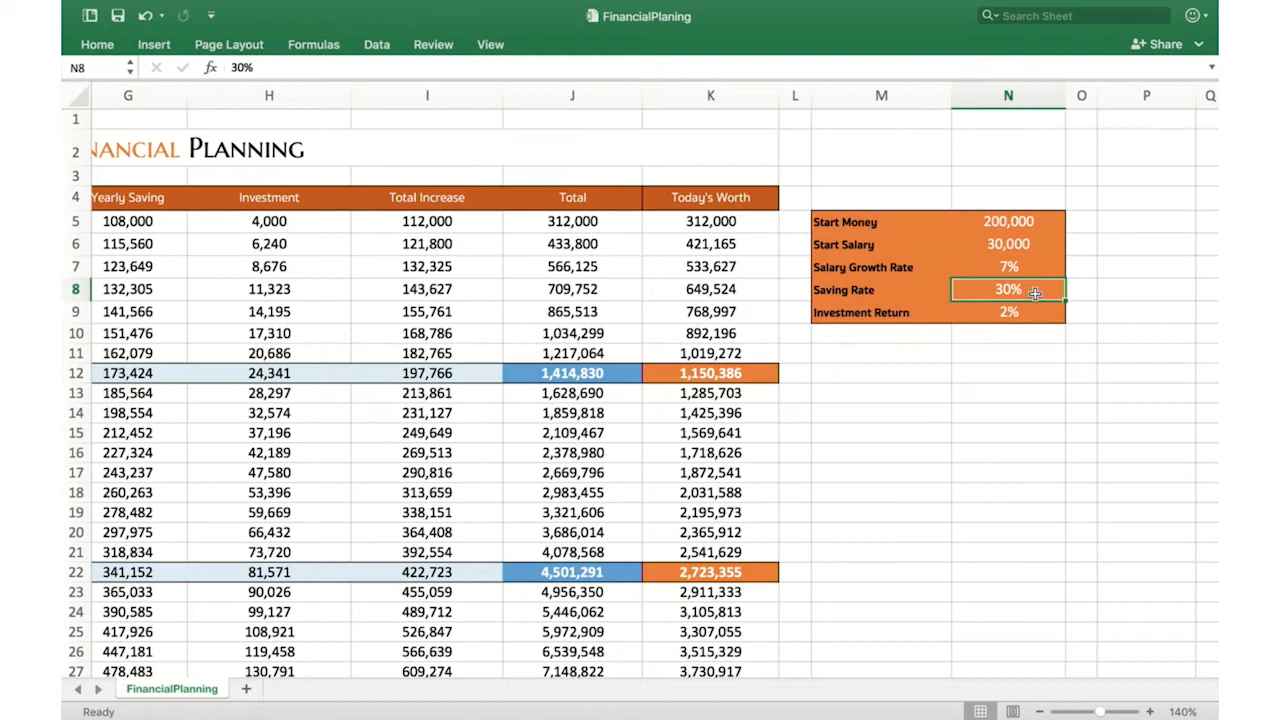 FinancialPlaning
Search Sheet
Home Insert Page Layout Formulas Data Review View Share
N8 fx 30%
G H I J K L M N O P Q
1
2 NANCIAL PLANNING
3
4 Yearly Saving Investment Total Increase Total Today's Worth
5 108,000 4,000 112,000 312,000 312,000 Start Money 200,000
6 115,560 6,240 121,800 433,800 421,165 Start Salary 30,000
7 123,649 8,676 132,325 566,125 533,627 Salary Growth Rate 7%
8 132,305 11,323 143,627 709,752 649,524 Saving Rate 30%
9 141,566 14,195 155,761 865,513 768,997 Investment Return 2%
10 151,476 17,310 168,786 1,034,299 892,196
11 162,079 20,686 182,765 1,217,064 1,019,272
12 173,424 24,341 197,766 1,414,830 1,150,386
13 185,564 28,297 213,861 1,628,690 1,285,703
14 198,554 32,574 231,127 1,859,818 1,425,396
15 212,452 37,196 249,649 2,109,467 1,569,641
16 227,324 42,189 269,513 2,378,980 1,718,626
17 243,237 47,580 290,816 2,669,796 1,872,541
18 260,263 53,396 313,659 2,983,455 2,031,588
19 278,482 59,669 338,151 3,321,606 2,195,973
20 297,975 66,432 364,408 3,686,014 2,365,912
21 318,834 73,720 392,554 4,078,568 2,541,629
22 341,152 81,571 422,723 4,501,291 2,723,355
23 365,033 90,026 455,059 4,956,350 2,911,333
24 390,585 99,127 489,712 5,446,062 3,105,813
25 417,926 108,921 526,847 5,972,909 3,307,055
26 447,181 119,458 566,639 6,539,548 3,515,329
27 478,483 130,791 609,274 7,148,822 3,730,917
FinancialPlanning
Ready 140%